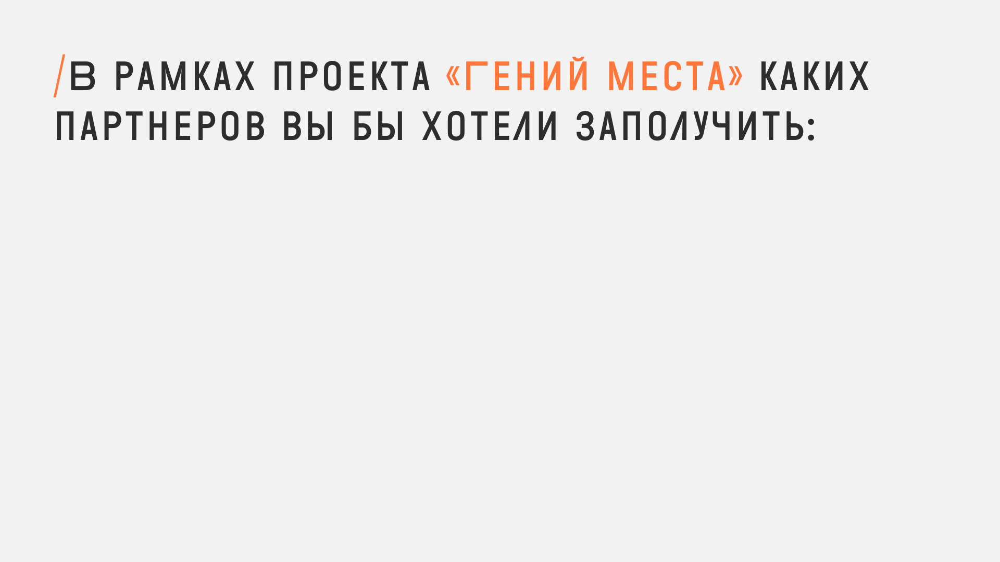 /В РАМКАХ ПРОЕКТА «ГЕНИЙ МЕСТА» КАКИХ
ПАРТНЕРОВ ВЫ БЫ ХОТЕЛИ ЗАПОЛУЧИТЬ: